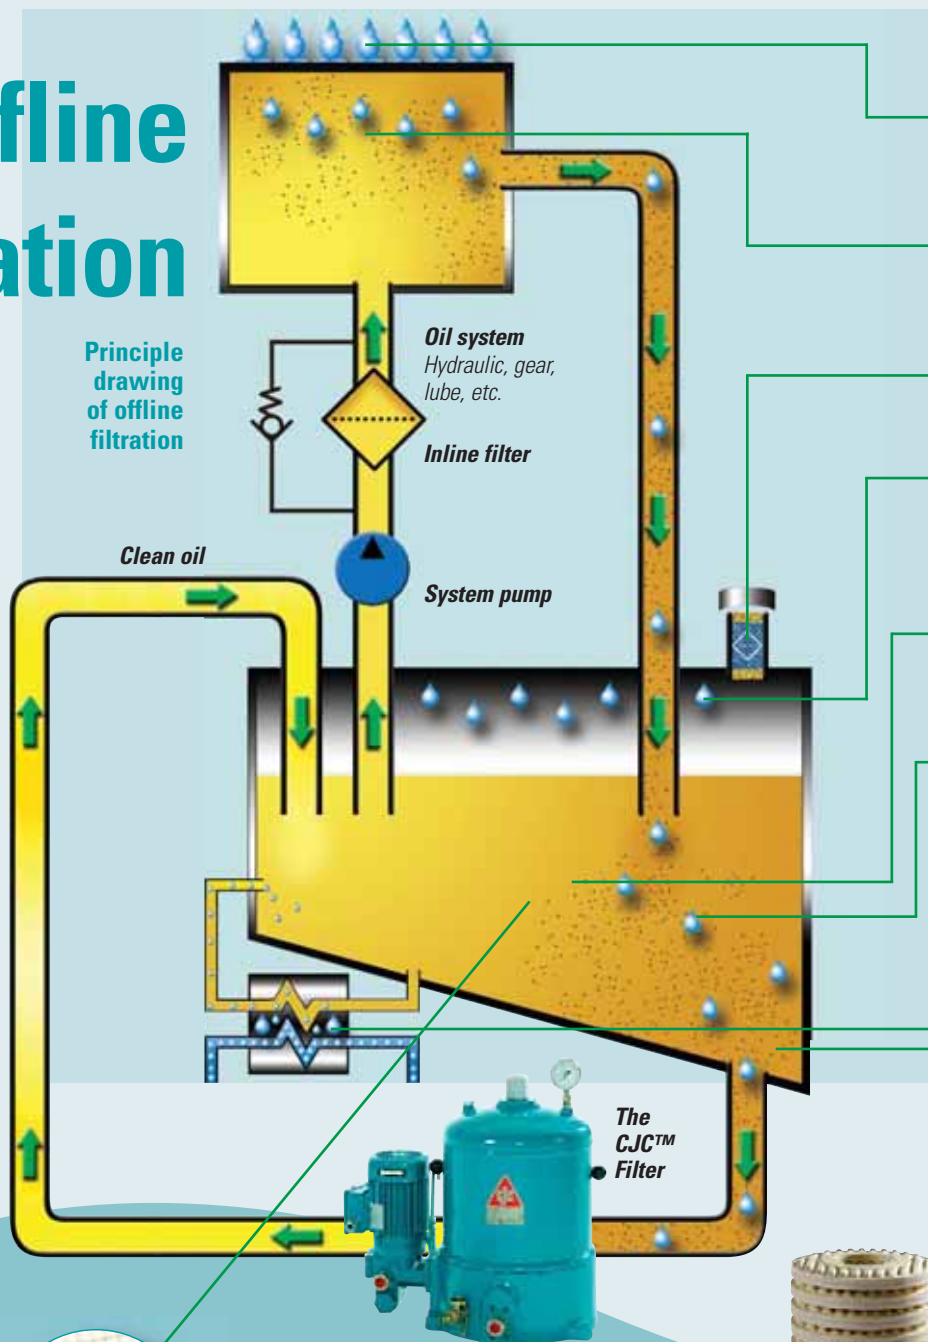 fline
ation
Principle
drawing
of offline
filtration
Oil system
Hydraulic, gear,
lube, etc.
Inline filter
Clean oil
System pump
The
CJC™
Filter